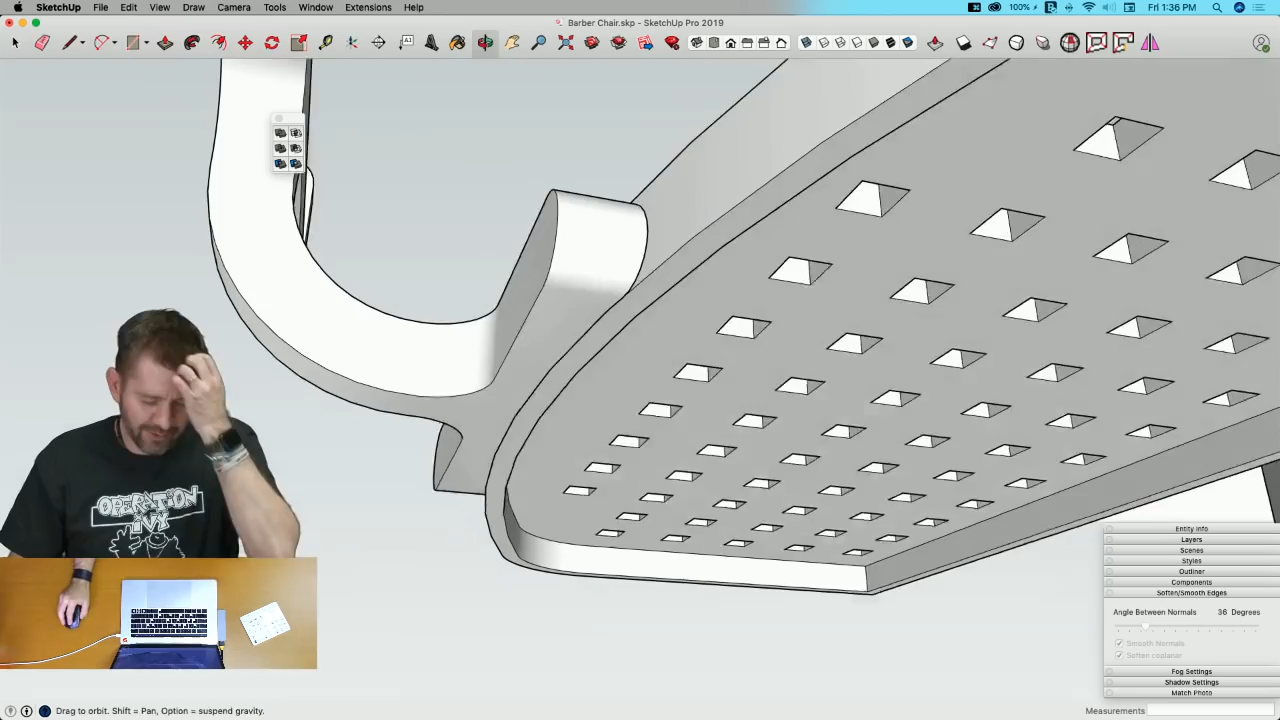 SketchUp File Edit View Draw Camera Tools Window Extensions Help
100% Fri 1:36 PM
Barber Chair.skp - SketchUp Pro 2019
OPERATION
IVY
Entity Info
Layers
Scenes
Styles
Outliner
Components
Soften/Smooth Edges
Angle Between Normals 36 Degrees
Smooth Normals
Soften coplanar
Fog Settings
Shadow Settings
Match Photo
Drag to orbit. Shift = Pan, Option = suspend gravity.
Measurements